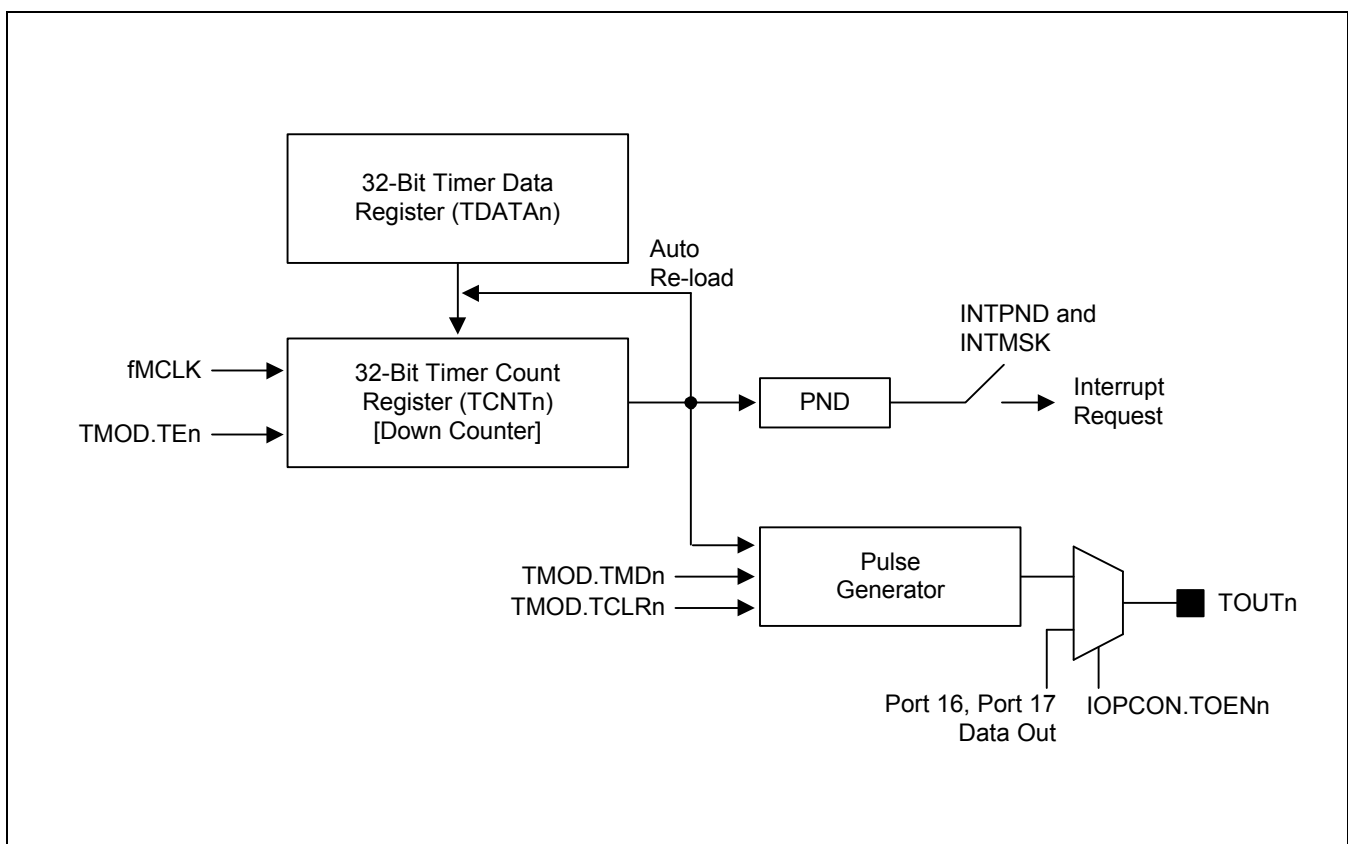 32-Bit Timer Data
Register (TDATAn)
Auto
Re-load
fMCLK
TMOD.TEn
32-Bit Timer Count
Register (TCNTn)
[Down Counter]
PND
INTPND and
INTMSK
Interrupt
Request
TMOD.TMDn
TMOD.TCLRn
Pulse
Generator
TOUTn
Port 16, Port 17
Data Out
IOPCON.TOENn